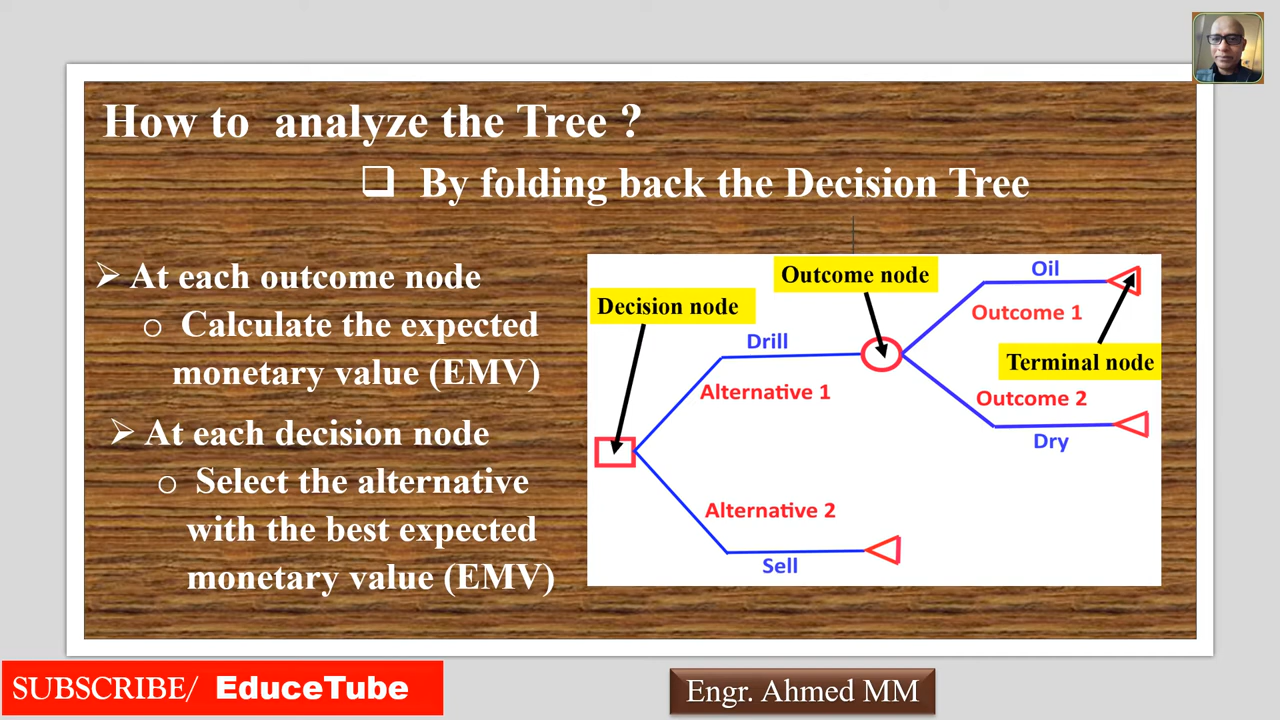 How to analyze the Tree ?
❑ By folding back the Decision Tree
➢ At each outcome node
o Calculate the expected
monetary value (EMV)
➢ At each decision node
o Select the alternative
with the best expected
monetary value (EMV)
Outcome node
Decision node
Oil
Outcome 1
Terminal node
Drill
Alternative 1
Outcome 2
Dry
Alternative 2
Sell
SUBSCRIBE/ EduceTube
Engr. Ahmed MM